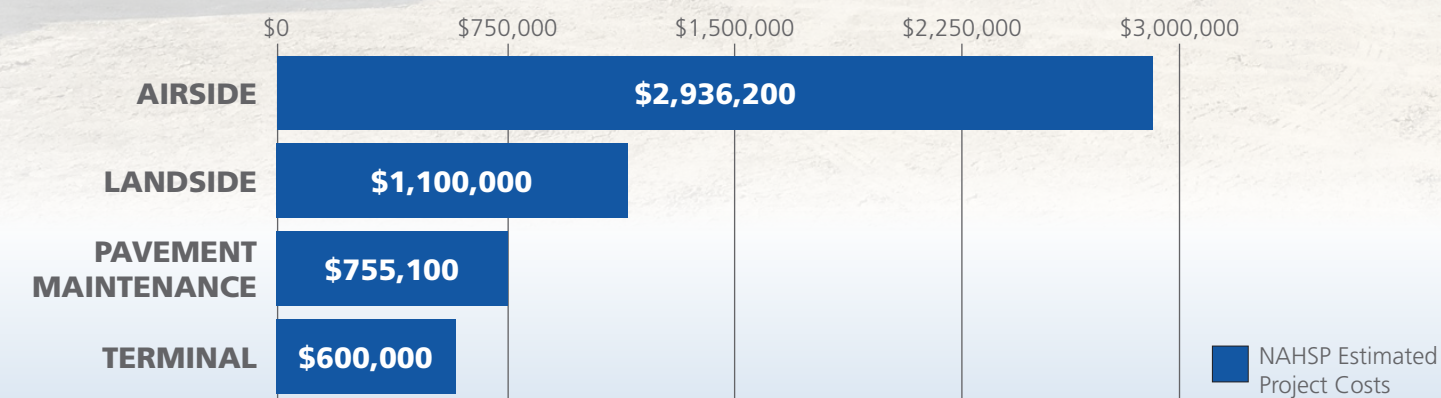 $0 $750,000 $1,500,000 $2,250,000 $3,000,000
AIRSIDE $2,936,200
LANDSIDE $1,100,000
PAVEMENT
MAINTENANCE $755,100
TERMINAL $600,000
NAHSP Estimated
Project Costs